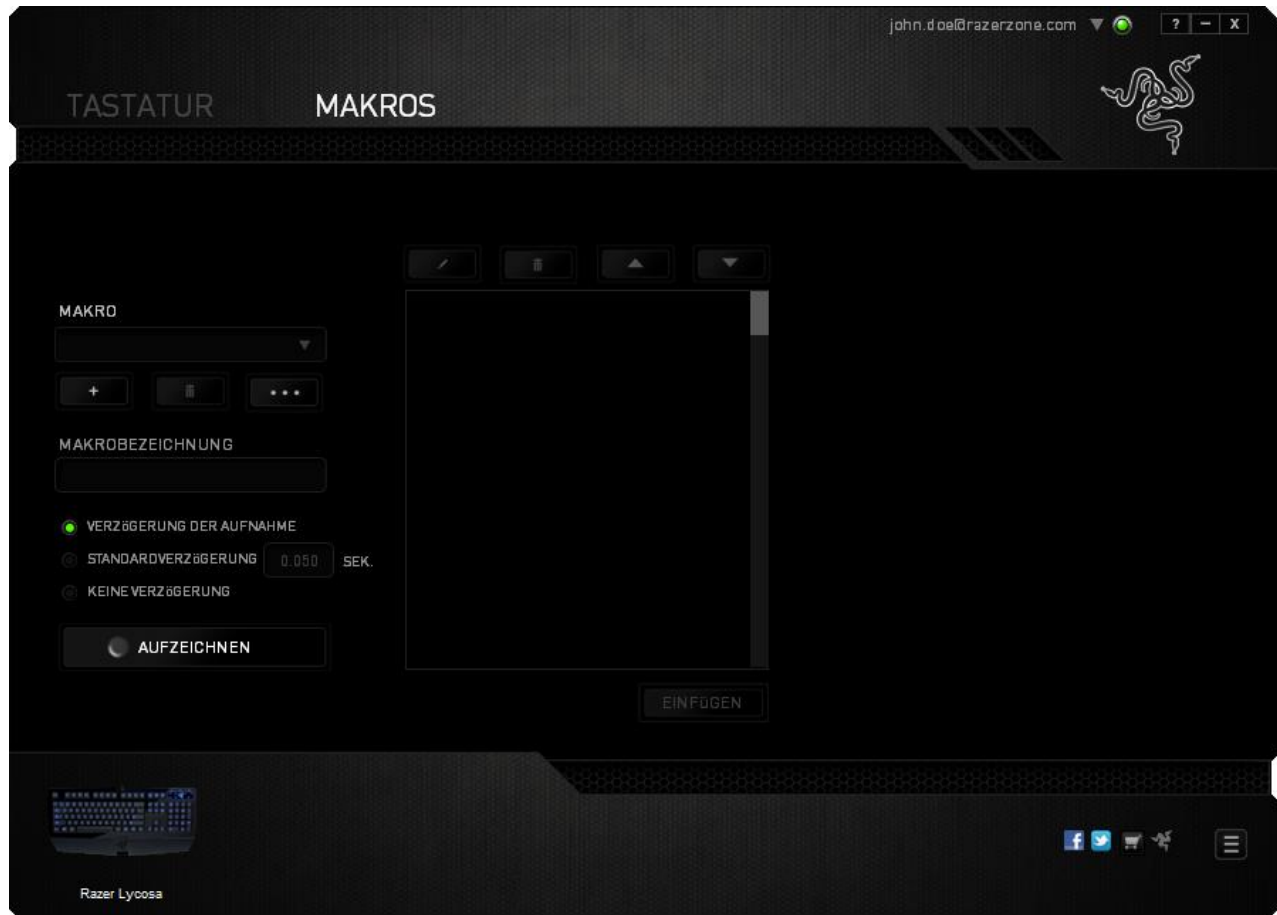 john.doe@razerzone.com ? – X
TASTATUR MAKROS
MAKRO
+ •••
MAKROBEZEICHNUNG
VERZöGERUNG DER AUFNAHME
STANDARDVERZöGERUNG 0.050 SEK.
KEINE VERZöGERUNG
AUFZEICHNEN
EINFüGEN
Razer Lycosa